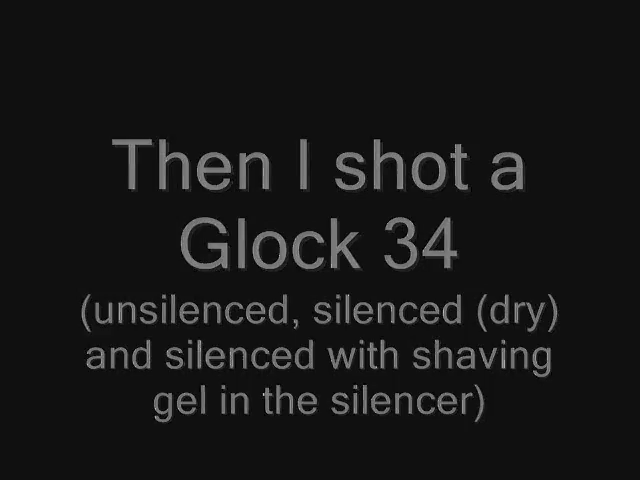 Then I shot a
Glock 34
(unsilenced, silenced (dry)
and silenced with shaving
gel in the silencer)